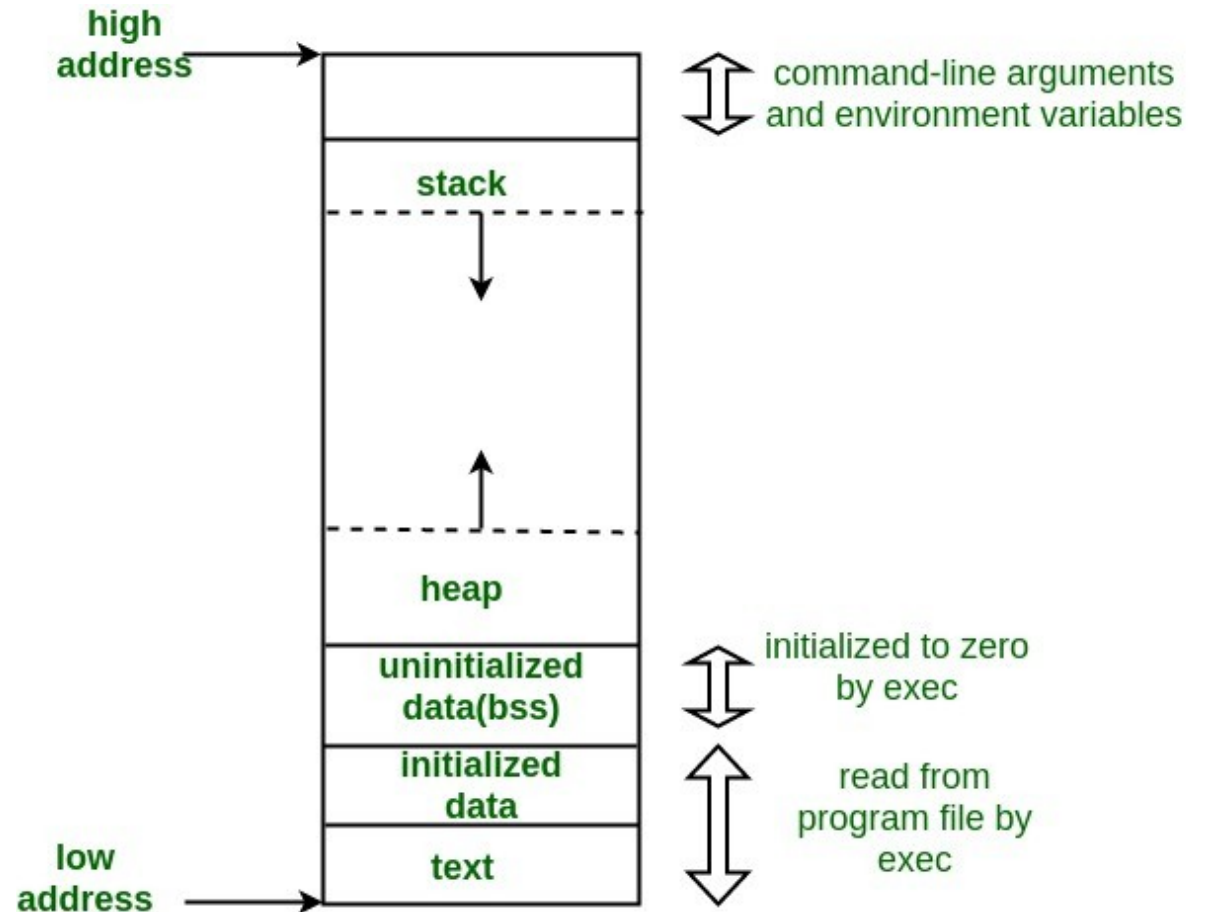 high
address
command-line arguments
and environment variables
stack
heap
uninitialized
data(bss)
initialized to zero
by exec
initialized
data
read from
program file by
exec
text
low
address